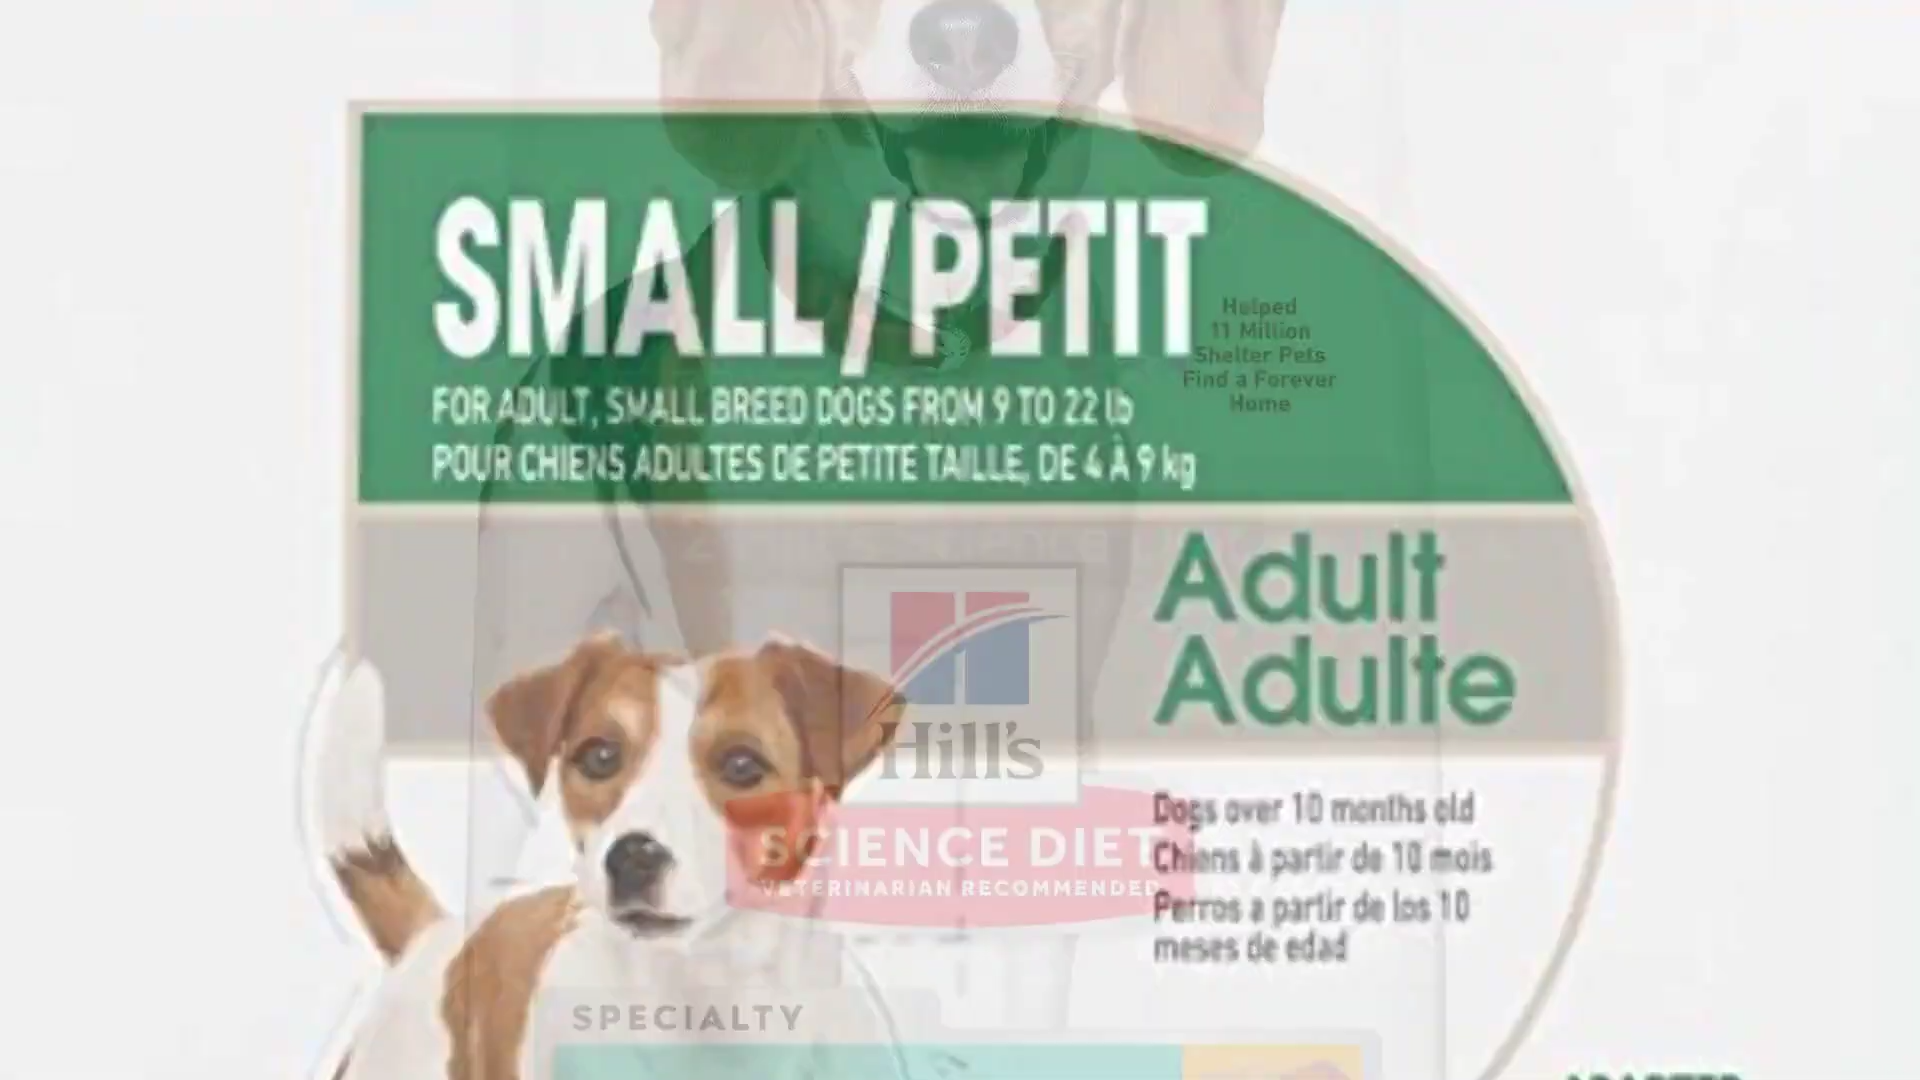 SMALL/PETIT
FOR ADULT, SMALL BREED DOGS FROM 9 TO 22 lb
POUR CHIENS ADULTES DE PETITE TAILLE, DE 4 À 9 kg
Helped
11 Million
Shelter Pets
Find a Forever
Home
Adult
Adulte
Hill's
SCIENCE DIET
VETERINARIAN RECOMMENDED
Dogs over 10 months old
Chiens à partir de 10 mois
Perros a partir de los 10
meses de edad
SPECIALTY